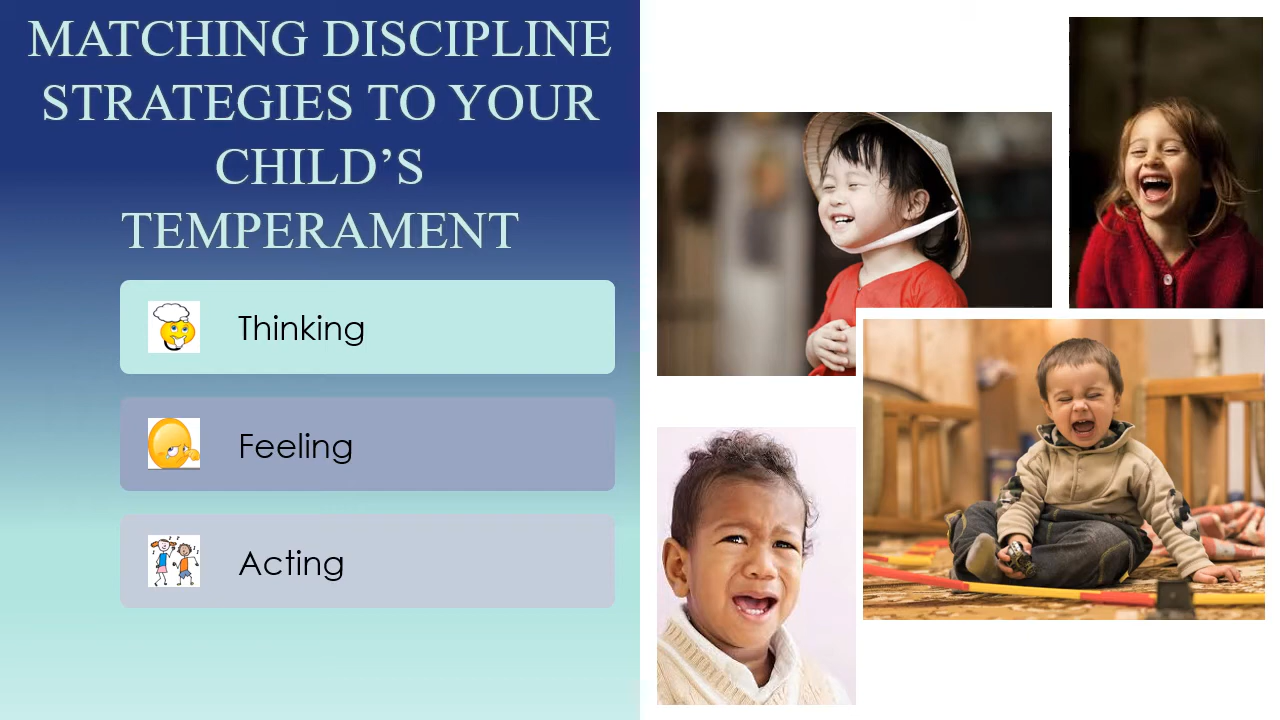 MATCHING DISCIPLINE
STRATEGIES TO YOUR
CHILD’S
TEMPERAMENT
Thinking
Feeling
Acting